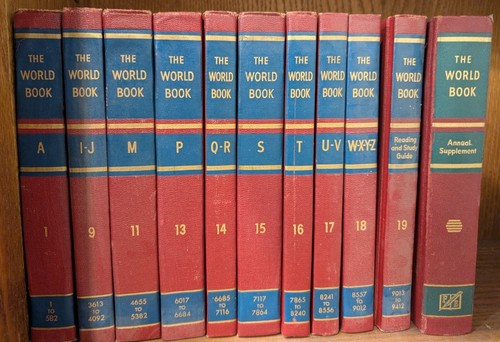 THE
WORLD
BOOK
A
1
1
TO
582
THE
WORLD
BOOK
I-J
9
3613
TO
4092
THE
WORLD
BOOK
M
11
4655
TO
5382
THE
WORLD
BOOK
P
13
6017
TO
6684
THE
WORLD
BOOK
Q-R
14
6685
TO
7116
THE
WORLD
BOOK
S
15
7117
TO
7864
THE
WORLD
BOOK
T
16
7865
TO
8240
THE
WORLD
BOOK
U-V
17
8241
TO
8556
THE
WORLD
BOOK
W-X-Y-Z
18
8557
TO
9012
THE
WORLD
BOOK
Reading
and Study
Guide
19
9013
TO
9412
THE
WORLD
BOOK
Annual
Supplement